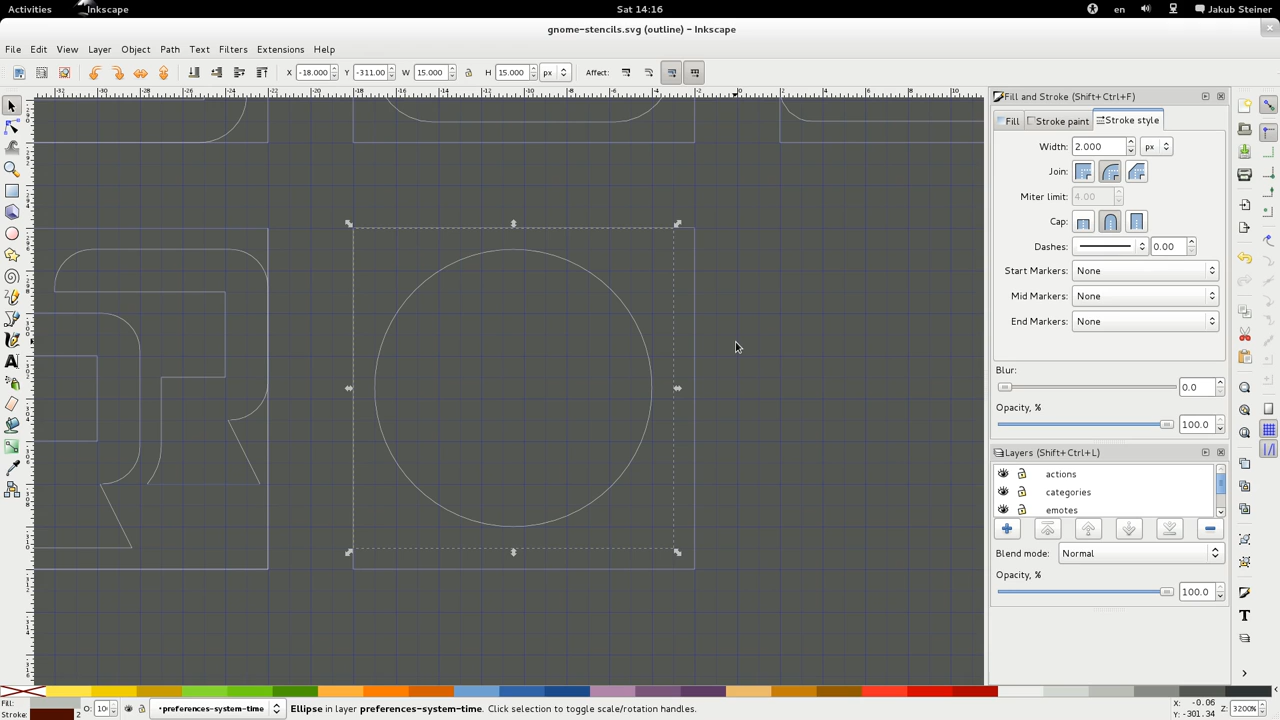 Activities Inkscape Sat 14:16 en Jakub Steiner
gnome-stencils.svg (outline) – Inkscape
File Edit View Layer Object Path Text Filters Extensions Help
X -18.000 Y -311.00 W 15.000 H 15.000 px Affect:
Fill and Stroke (Shift+Ctrl+F)
Fill Stroke paint Stroke style
Width: 2.000 px
Join:
Miter limit: 4.00
Cap:
Dashes: 0.00
Start Markers: None
Mid Markers: None
End Markers: None
Blur:
0.0
Opacity, %
100.0
Layers (Shift+Ctrl+L)
actions
categories
emotes
Blend mode: Normal
Opacity, %
100.0
Fill:
Stroke:
O: 10
•preferences-system-time
Ellipse in layer preferences-system-time. Click selection to toggle scale/rotation handles.
X: -0.06
Y: -301.34
Z: 3200%